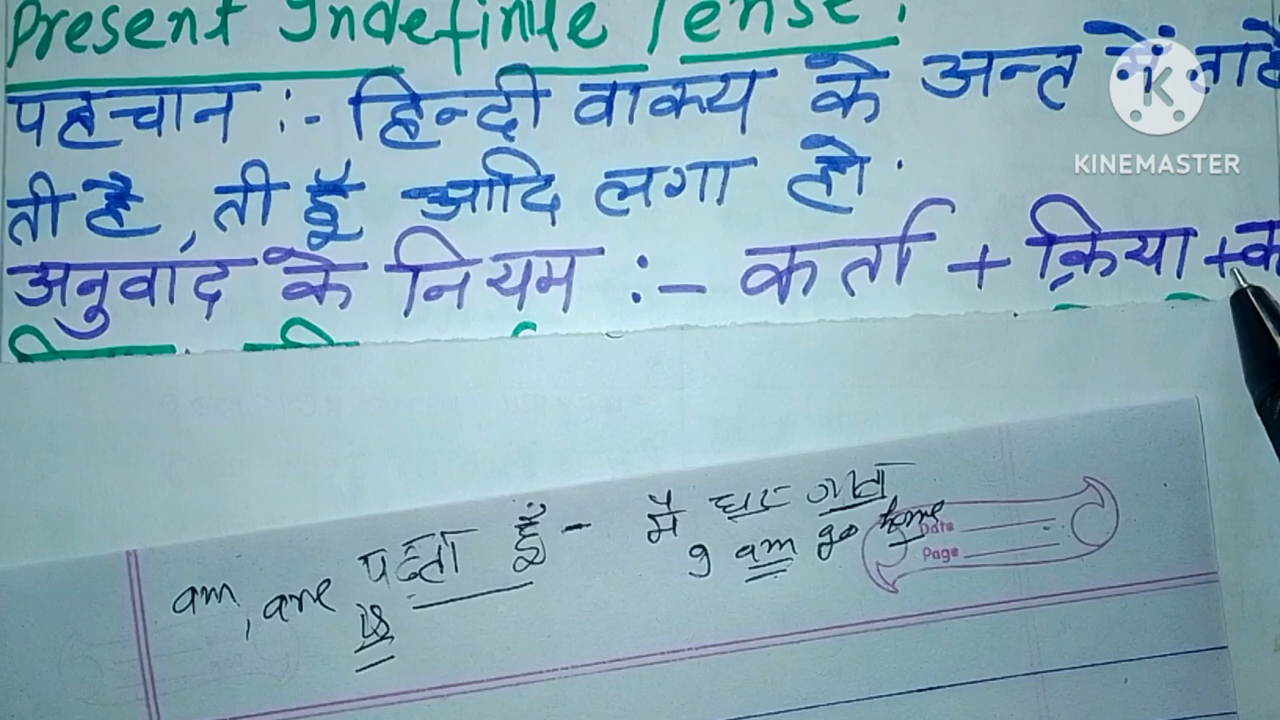 Present Indefinite Tense.
पहचान :- हिन्दी वाक्य के अन्त में ता है
ती है, ती हूँ आदि लगा हो.
अनुवाद के नियम :- कर्ता + क्रिया + क
KINEMASTER
पढ़ता हूँ - मैं घर जाता
am, are is I am go home
Date
Page